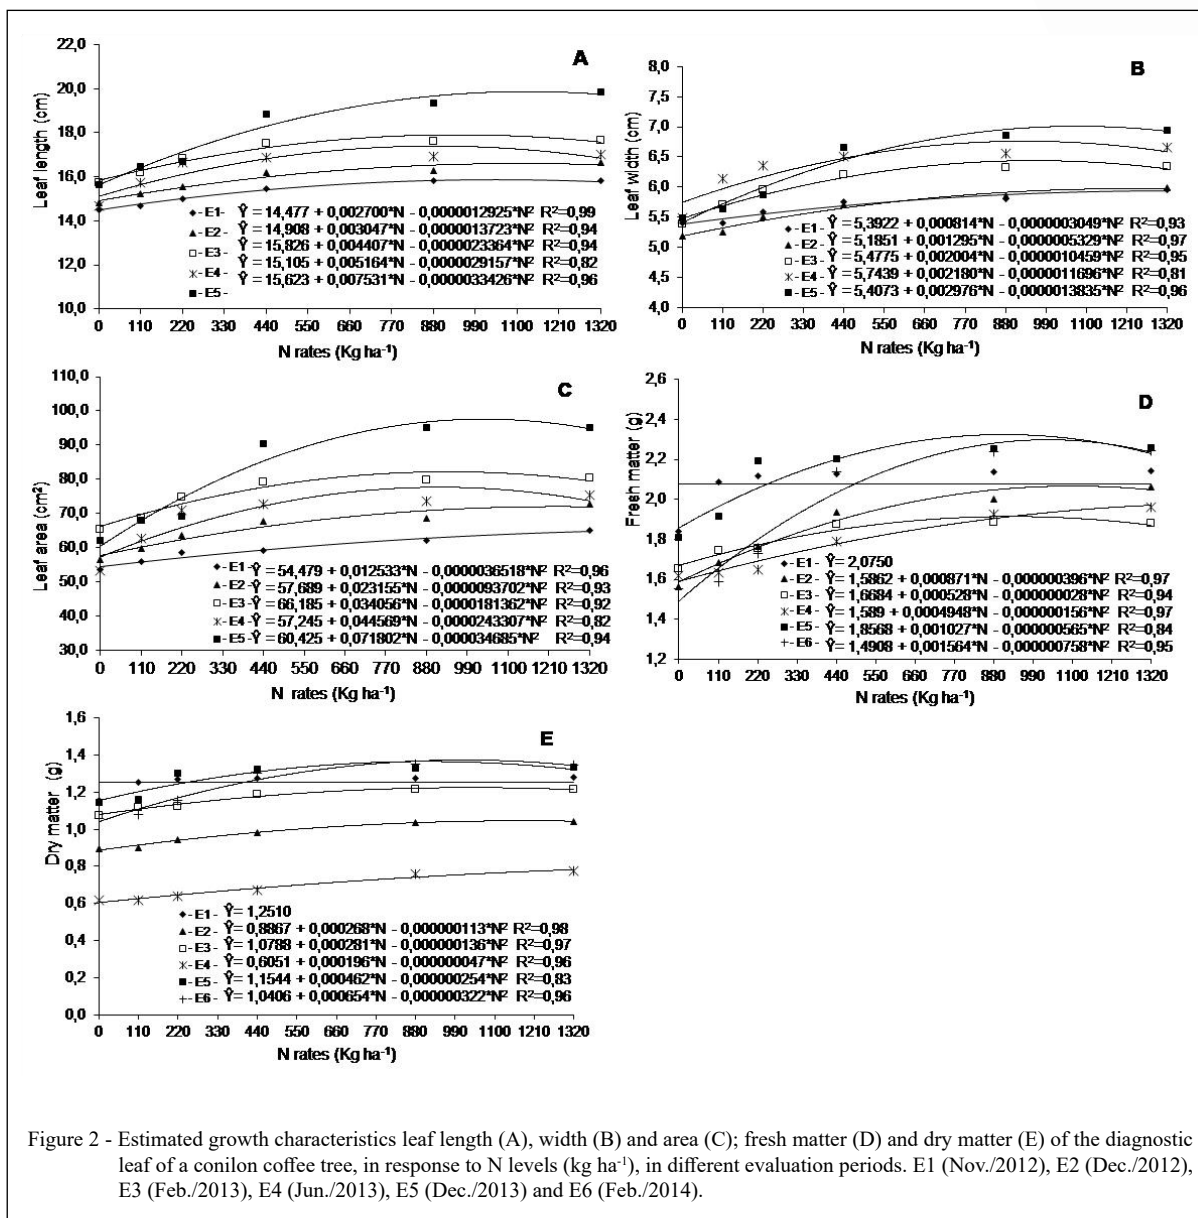 A
Leaf length (cm)
22,0
20,0
18,0
16,0
14,0
12,0
10,0
E1- Ŷ= 14,477 + 0,002700*N - 0,0000012925*N² R²=0,99
E2- Ŷ= 14,908 + 0,003047*N - 0,0000013723*N² R²=0,94
E3- Ŷ= 15,826 + 0,004407*N - 0,0000023364*N² R²=0,94
E4- Ŷ= 15,105 + 0,005164*N - 0,0000029157*N² R²=0,82
E5- Ŷ= 15,623 + 0,007531*N - 0,0000033426*N² R²=0,96
0 110 220 330 440 550 660 770 880 990 1100 1210 1320
N rates (Kg ha⁻¹)
B
Leaf width (cm)
8,0
7,5
7,0
6,5
6,0
5,5
5,0
4,5
4,0
E1- Ŷ= 5,3922 + 0,000814*N - 0,0000003049*N² R²=0,93
E2- Ŷ= 5,1851 + 0,001295*N - 0,0000005329*N² R²=0,97
E3- Ŷ= 5,4775 + 0,002004*N - 0,0000010459*N² R²=0,95
E4- Ŷ= 5,7439 + 0,002180*N - 0,0000011696*N² R²=0,81
E5- Ŷ= 5,4073 + 0,002976*N - 0,0000013835*N² R²=0,96
0 110 220 330 440 550 660 770 880 990 1100 1210 1320
N rates (Kg ha⁻¹)
C
Leaf area (cm²)
110,0
100,0
90,0
80,0
70,0
60,0
50,0
40,0
30,0
E1- Ŷ= 54,479 + 0,012533*N - 0,0000036518*N² R²=0,96
E2- Ŷ= 57,689 + 0,023155*N - 0,0000093702*N² R²=0,93
E3- Ŷ= 66,185 + 0,034056*N - 0,0000181362*N² R²=0,92
E4- Ŷ= 57,245 + 0,044569*N - 0,0000243307*N² R²=0,82
E5- Ŷ= 60,425 + 0,071802*N - 0,000034685*N² R²=0,94
0 110 220 330 440 550 660 770 880 990 1100 1210 1320
N rates (Kg ha⁻¹)
D
Fresh matter (g)
2,6
2,4
2,2
2,0
1,8
1,6
1,4
1,2
E1- Ŷ= 2,0750
E2- Ŷ= 1,5862 + 0,000871*N - 0,000000396*N² R²=0,97
E3- Ŷ= 1,6684 + 0,000528*N - 0,000000028*N² R²=0,94
E4- Ŷ= 1,589 + 0,0004948*N - 0,000000156*N² R²=0,97
E5- Ŷ= 1,8568 + 0,001027*N - 0,000000565*N² R²=0,84
E6- Ŷ= 1,4908 + 0,001564*N - 0,000000758*N² R²=0,95
0 110 220 330 440 550 660 770 880 990 1100 1210 1320
N rates (Kg ha⁻¹)
E
Dry matter (g)
1,6
1,4
1,2
1,0
0,8
0,6
0,4
0,2
0,0
E1- Ŷ= 1,2510
E2- Ŷ= 0,8867 + 0,000268*N - 0,000000113*N² R²=0,98
E3- Ŷ= 1,0788 + 0,000281*N - 0,000000136*N² R²=0,97
E4- Ŷ= 0,6051 + 0,000196*N - 0,000000047*N² R²=0,96
E5- Ŷ= 1,1544 + 0,000462*N - 0,000000254*N² R²=0,83
E6- Ŷ= 1,0406 + 0,000654*N - 0,000000322*N² R²=0,96
0 110 220 330 440 550 660 770 880 990 1100 1210 1320
N rates (Kg ha⁻¹)
Figure 2 - Estimated growth characteristics leaf length (A), width (B) and area (C); fresh matter (D) and dry matter (E) of the diagnostic
leaf of a conilon coffee tree, in response to N levels (kg ha⁻¹), in different evaluation periods. E1 (Nov./2012), E2 (Dec./2012),
E3 (Feb./2013), E4 (Jun./2013), E5 (Dec./2013) and E6 (Feb./2014).